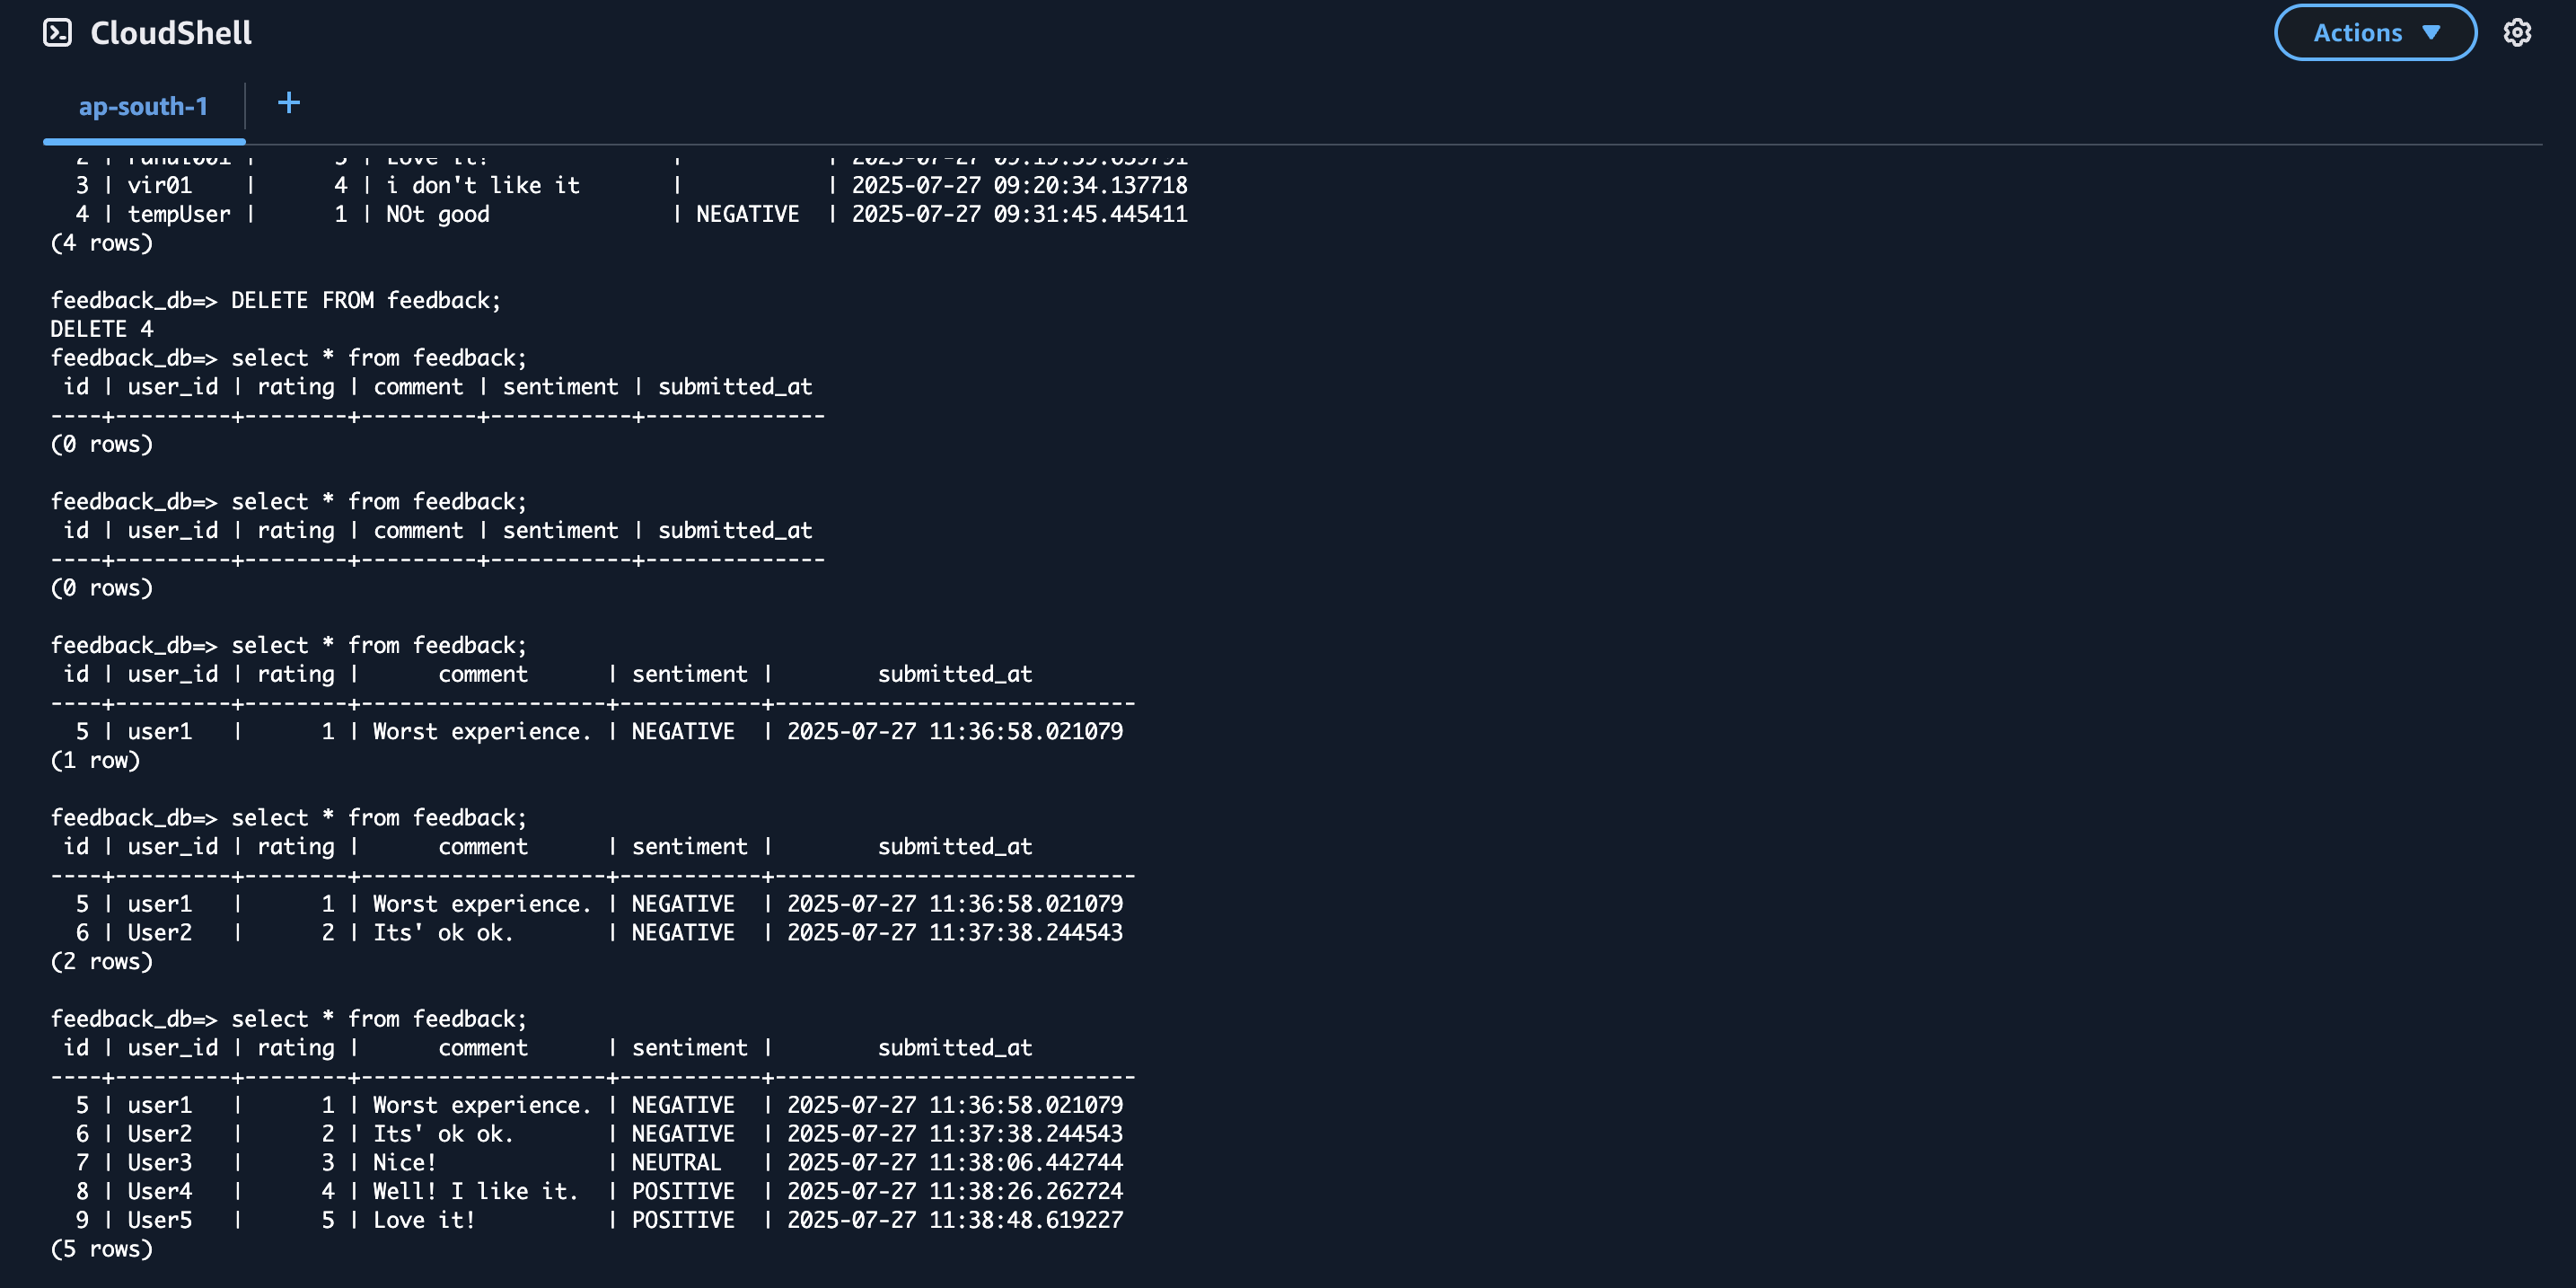 CloudShell
Actions
ap-south-1 +
3 | vir01    |      4 | i don't like it       |           | 2025-07-27 09:20:34.137718
4 | tempUser |      1 | NOt good              | NEGATIVE  | 2025-07-27 09:31:45.445411
(4 rows)
feedback_db=> DELETE FROM feedback;
DELETE 4
feedback_db=> select * from feedback;
id | user_id | rating | comment | sentiment | submitted_at
----+---------+--------+---------+-----------+--------------
(0 rows)
feedback_db=> select * from feedback;
id | user_id | rating | comment | sentiment | submitted_at
----+---------+--------+---------+-----------+--------------
(0 rows)
feedback_db=> select * from feedback;
id | user_id | rating |      comment      | sentiment |        submitted_at
----+---------+--------+-------------------+-----------+----------------------------
5 | user1   |      1 | Worst experience. | NEGATIVE  | 2025-07-27 11:36:58.021079
(1 row)
feedback_db=> select * from feedback;
id | user_id | rating |      comment      | sentiment |        submitted_at
----+---------+--------+-------------------+-----------+----------------------------
5 | user1   |      1 | Worst experience. | NEGATIVE  | 2025-07-27 11:36:58.021079
6 | User2   |      2 | Its' ok ok.       | NEGATIVE  | 2025-07-27 11:37:38.244543
(2 rows)
feedback_db=> select * from feedback;
id | user_id | rating |      comment      | sentiment |        submitted_at
----+---------+--------+-------------------+-----------+----------------------------
5 | user1   |      1 | Worst experience. | NEGATIVE  | 2025-07-27 11:36:58.021079
6 | User2   |      2 | Its' ok ok.       | NEGATIVE  | 2025-07-27 11:37:38.244543
7 | User3   |      3 | Nice!             | NEUTRAL   | 2025-07-27 11:38:06.442744
8 | User4   |      4 | Well! I like it.  | POSITIVE  | 2025-07-27 11:38:26.262724
9 | User5   |      5 | Love it!          | POSITIVE  | 2025-07-27 11:38:48.619227
(5 rows)